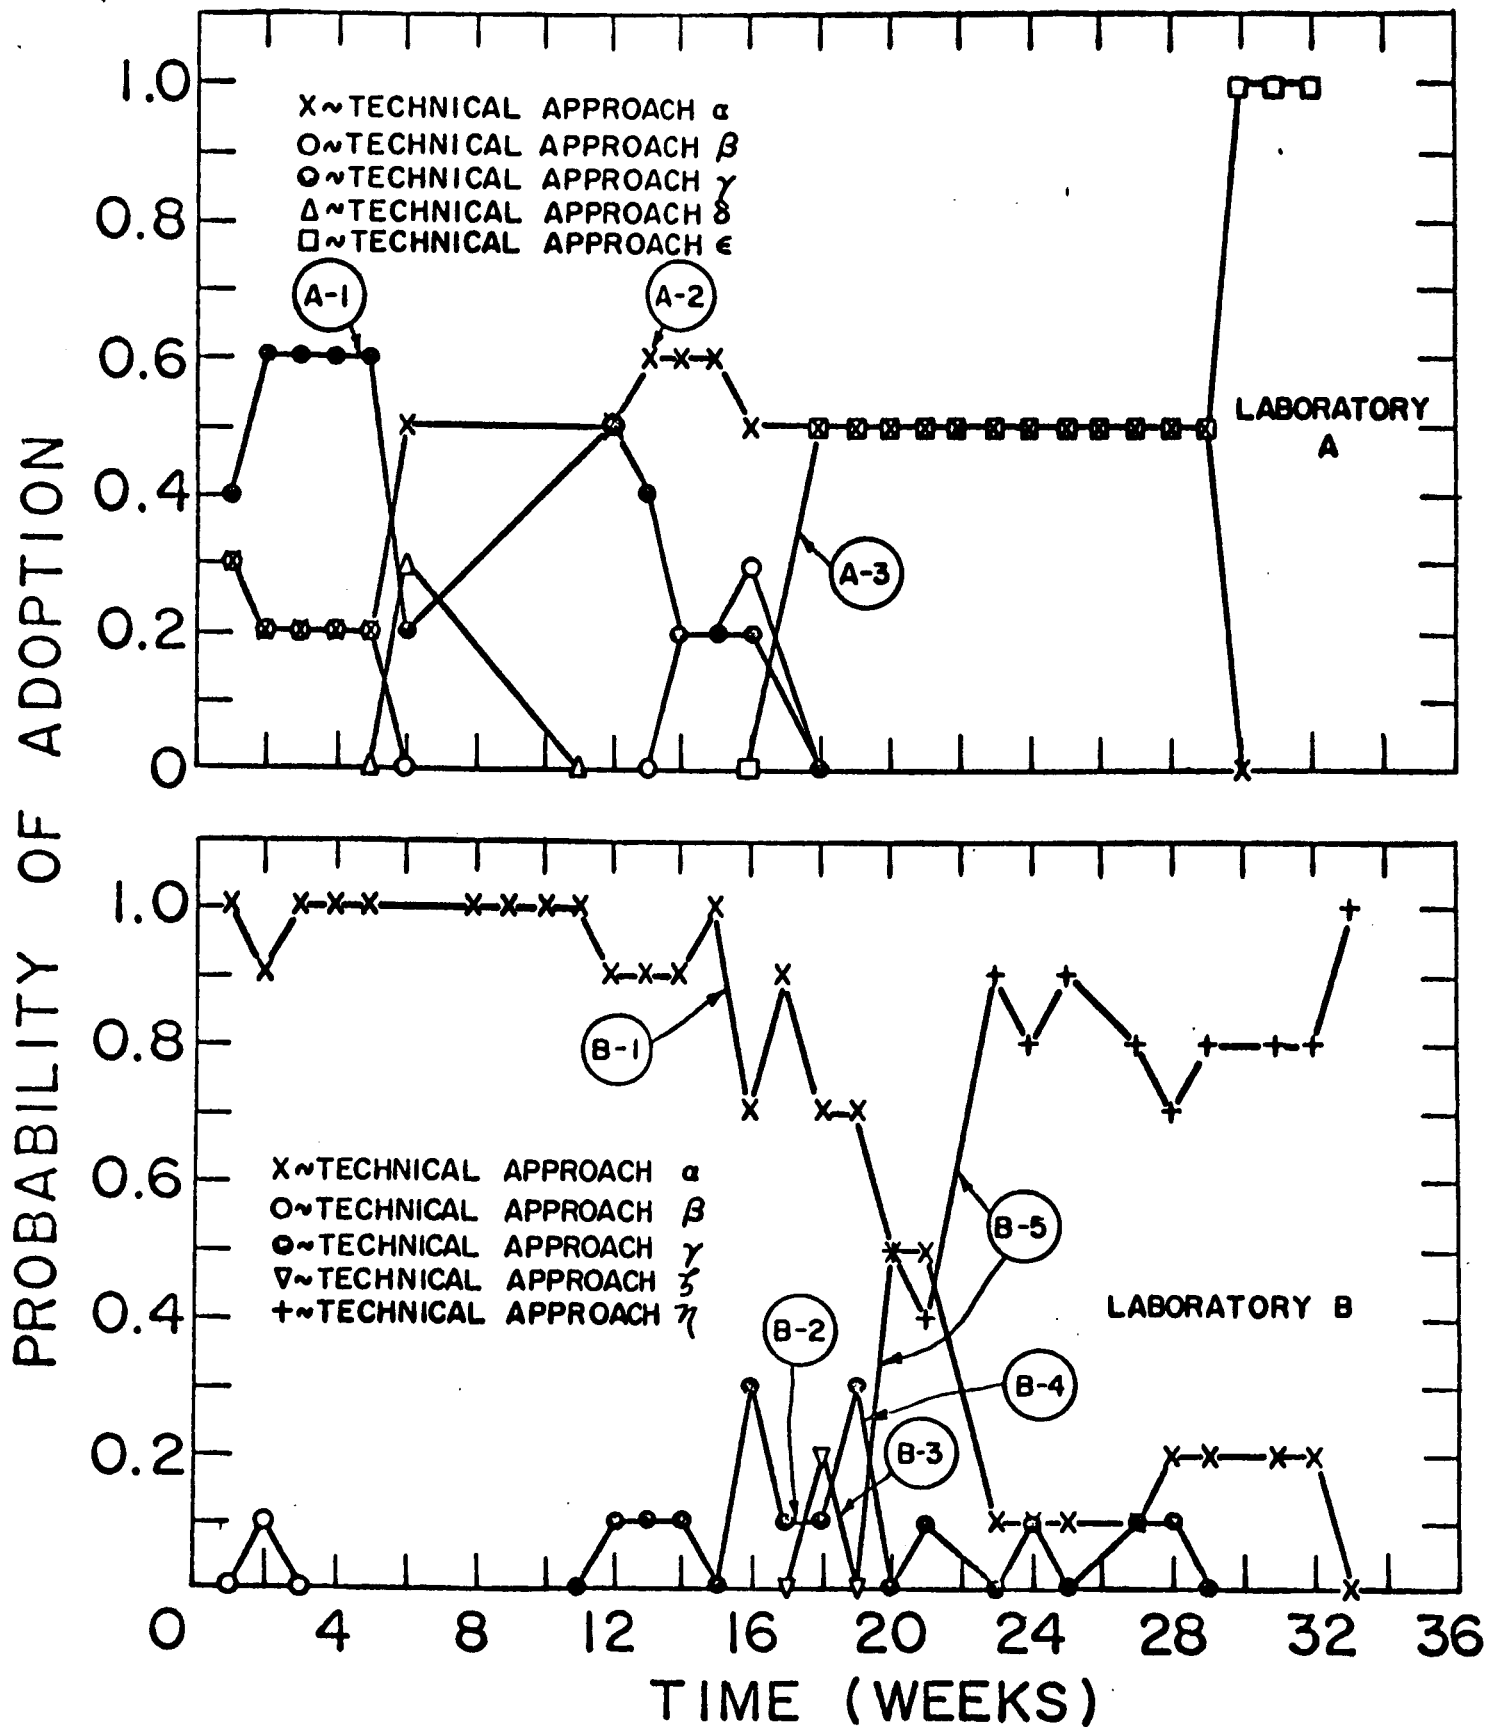 1.0
X~TECHNICAL APPROACH α
O~TECHNICAL APPROACH β
●~TECHNICAL APPROACH γ
0.8
Δ~TECHNICAL APPROACH δ
□~TECHNICAL APPROACH ϵ
A-1
A-2
0.6
LABORATORY
A
0.4
A-3
0.2
0
PROBABILITY OF ADOPTION
1.0
0.8
B-1
0.6
X~TECHNICAL APPROACH α
O~TECHNICAL APPROACH β
●~TECHNICAL APPROACH γ
∇~TECHNICAL APPROACH ζ
+~TECHNICAL APPROACH η
B-5
0.4
LABORATORY B
B-2
B-4
B-3
0.2
0 4 8 12 16 20 24 28 32 36
TIME (WEEKS)